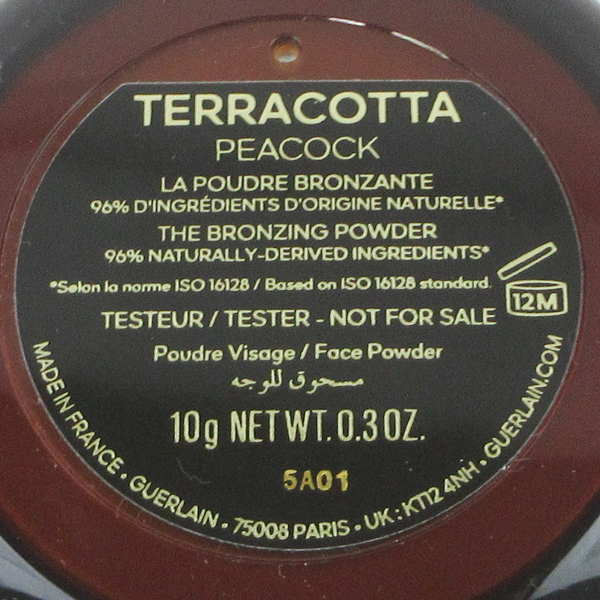 TERRACOTTA
PEACOCK
LA POUDRE BRONZANTE
96% D'INGRÉDIENTS D'ORIGINE NATURELLE*
THE BRONZING POWDER
96% NATURALLY-DERIVED INGREDIENTS*
*Selon la norme ISO 16128 / Based on ISO 16128 standard.
12M
TESTEUR / TESTER - NOT FOR SALE
Poudre Visage / Face Powder
مسحوق للوجه
10g NET WT. 0.3 OZ.
5A01
MADE IN FRANCE • GUERLAIN • 75008 PARIS • UK : KT12 4NH • GUERLAIN.COM